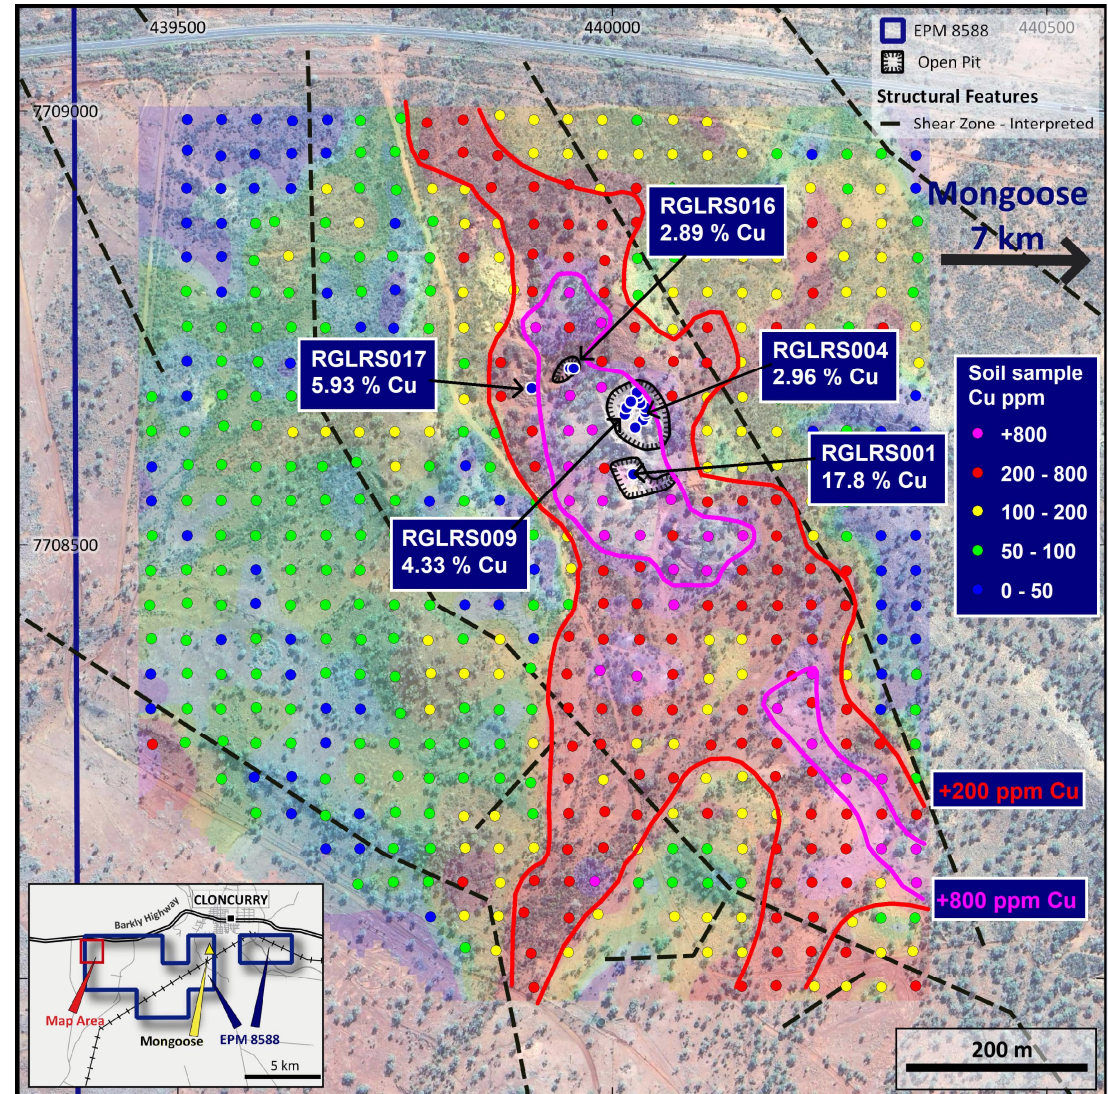 439500
440000
440500
EPM 8588
Open Pit
Structural Features
Shear Zone - Interpreted
7709000
Mongoose
7 km
RGLRS016
2.89 % Cu
RGLRS017
5.93 % Cu
RGLRS004
2.96 % Cu
Soil sample
Cu ppm
+800
200 - 800
100 - 200
50 - 100
0 - 50
RGLRS001
17.8 % Cu
RGLRS009
4.33 % Cu
7708500
+200 ppm Cu
+800 ppm Cu
CLONCURRY
Barkly Highway
Map Area
Mongoose
EPM 8588
5 km
200 m